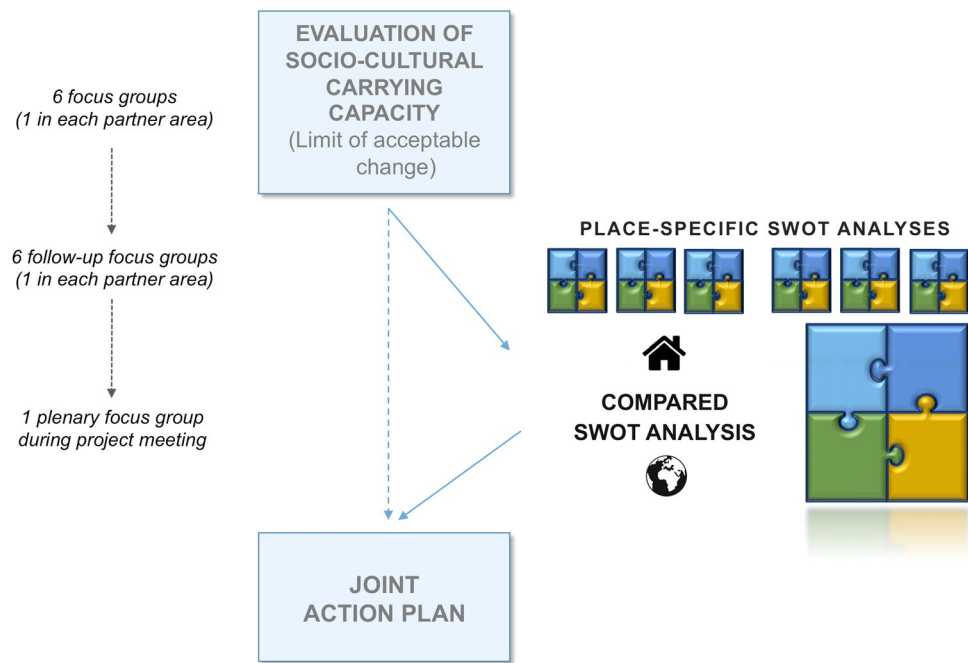 EVALUATION OF
SOCIO-CULTURAL
CARRYING
CAPACITY
(Limit of acceptable
change)
6 focus groups
(1 in each partner area)
6 follow-up focus groups
(1 in each partner area)
1 plenary focus group
during project meeting
PLACE-SPECIFIC SWOT ANALYSES
COMPARED
SWOT ANALYSIS
JOINT
ACTION PLAN